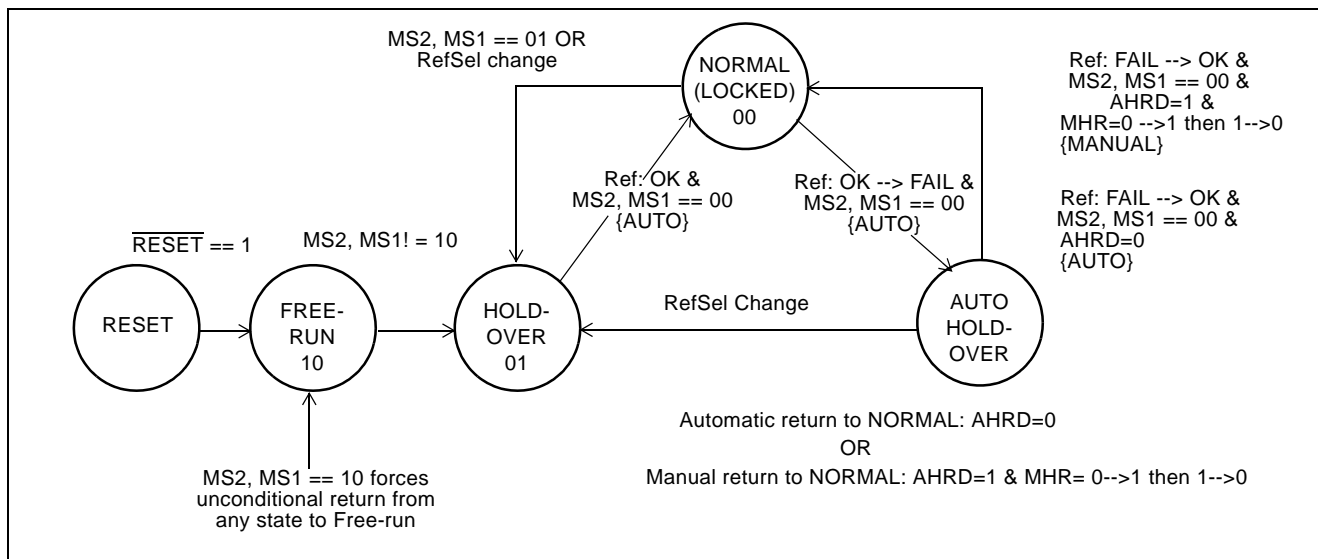 MS2, MS1 == 01 OR
RefSel change
NORMAL
(LOCKED)
00
Ref: FAIL --> OK &
MS2, MS1 == 00 &
AHRD=1 &
MHR=0 -->1 then 1-->0
{MANUAL}
Ref: OK &
MS2, MS1 == 00
{AUTO}
Ref: OK --> FAIL &
MS2, MS1 == 00
{AUTO}
Ref: FAIL --> OK &
MS2, MS1 == 00 &
AHRD=0
{AUTO}
RESET == 1
MS2, MS1! = 10
RESET
FREE-
RUN
10
HOLD-
OVER
01
RefSel Change
AUTO
HOLD-
OVER
Automatic return to NORMAL: AHRD=0
OR
Manual return to NORMAL: AHRD=1 & MHR= 0-->1 then 1-->0
MS2, MS1 == 10 forces
unconditional return from
any state to Free-run